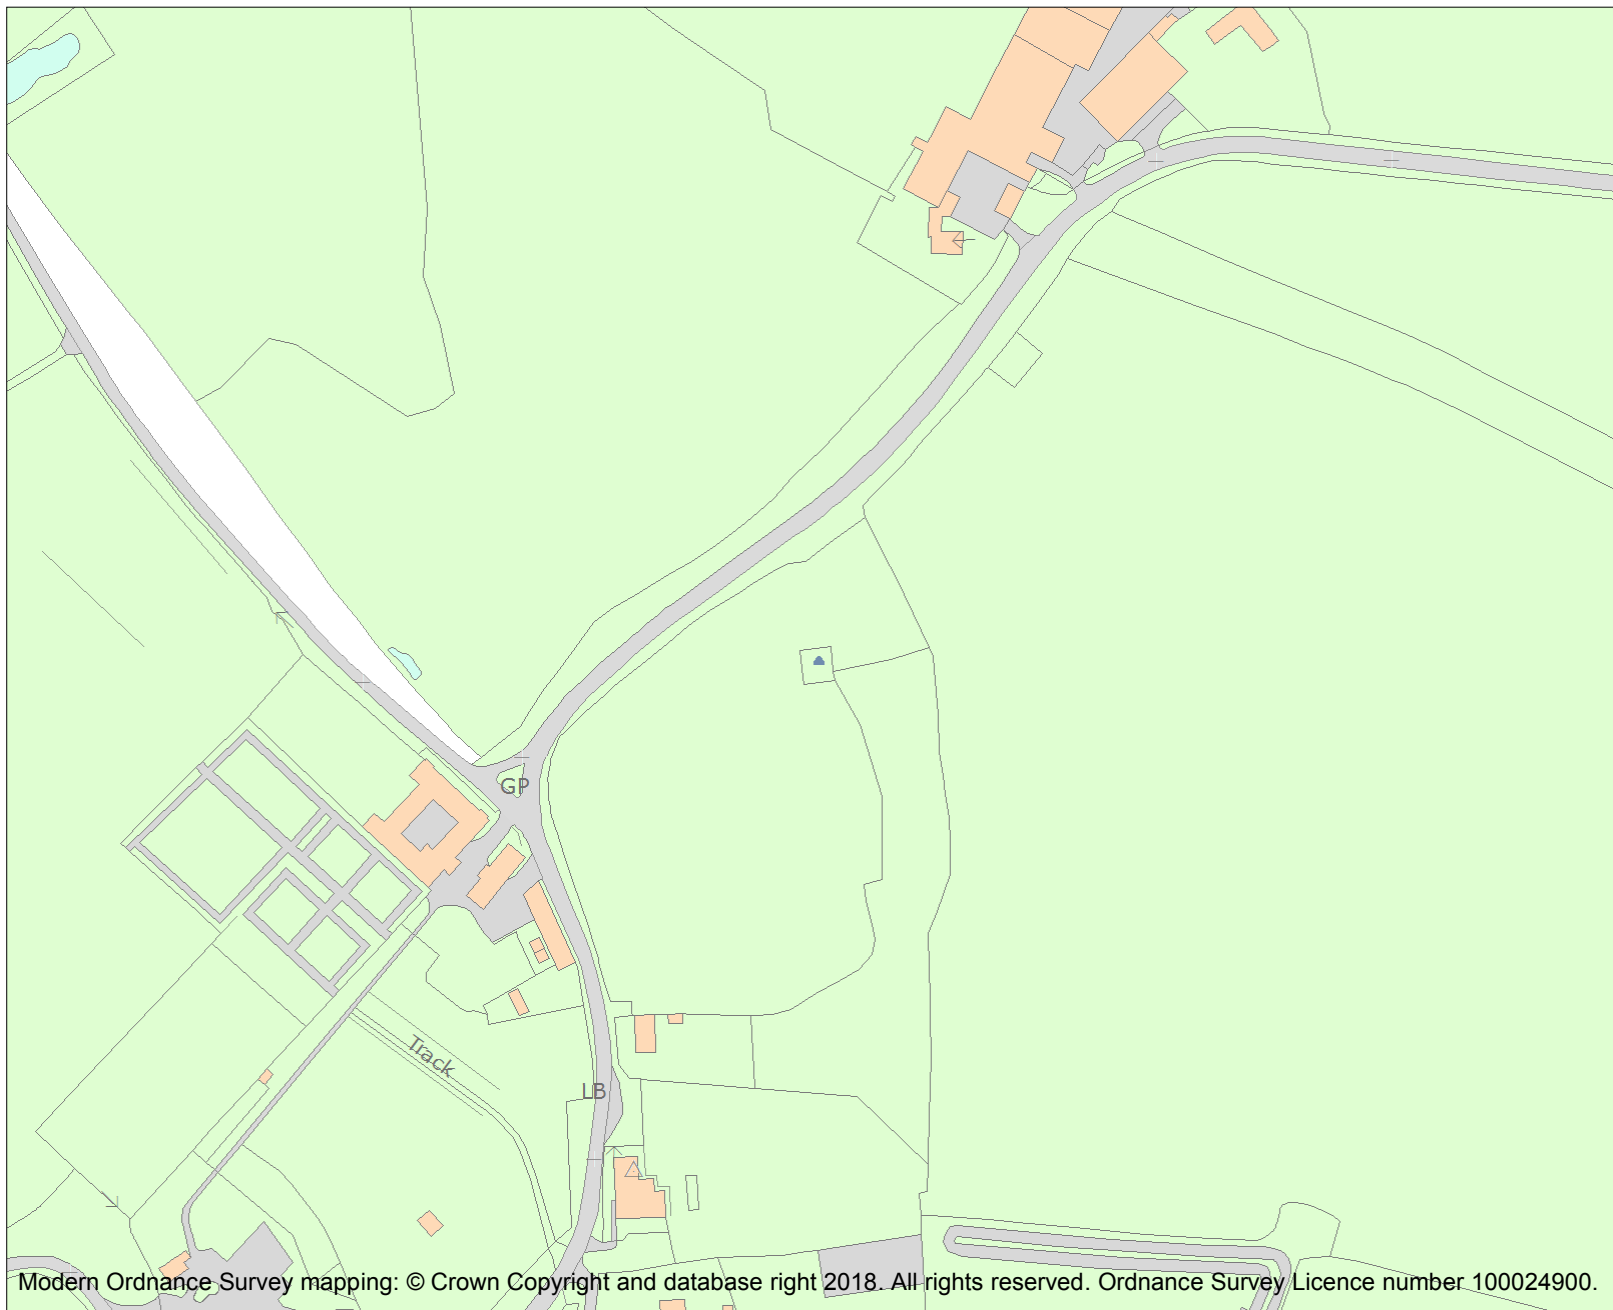 GP
Track
LB
Modern Ordnance Survey mapping: © Crown Copyright and database right 2018. All rights reserved. Ordnance Survey Licence number 100024900.